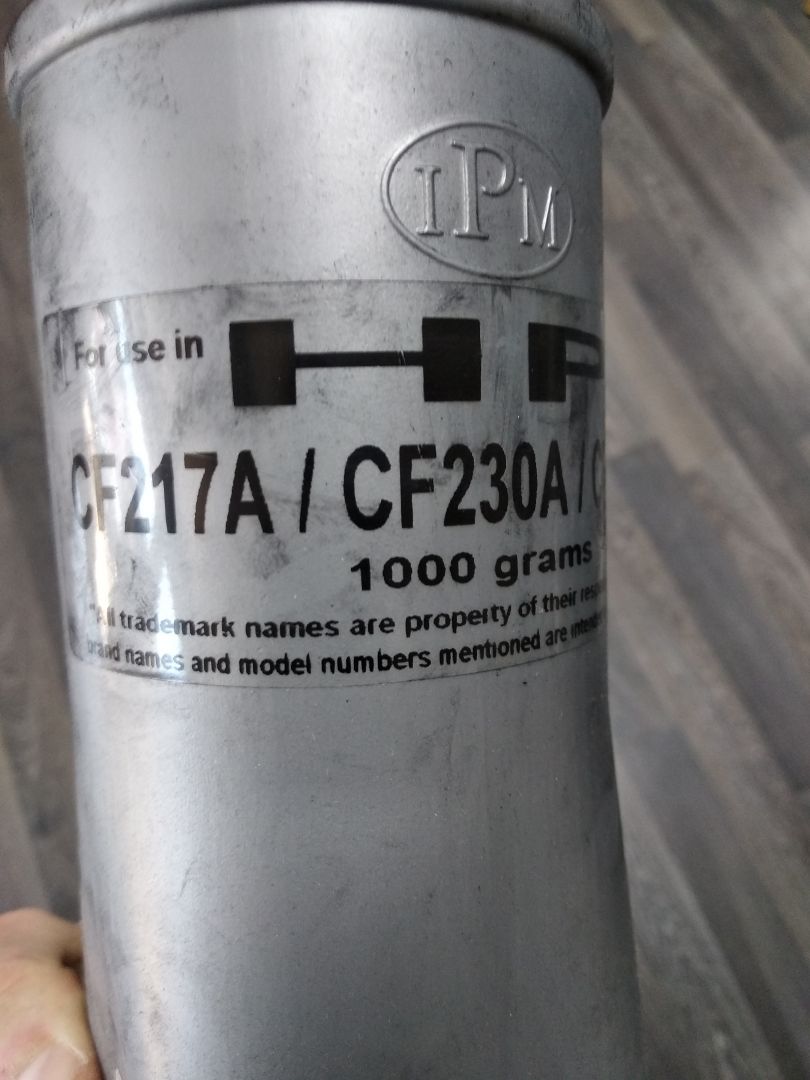 IPM
For use in HP
CF217A / CF230A / C
1000 grams
"All trademark names are property of their
brand names and model numbers mentioned are